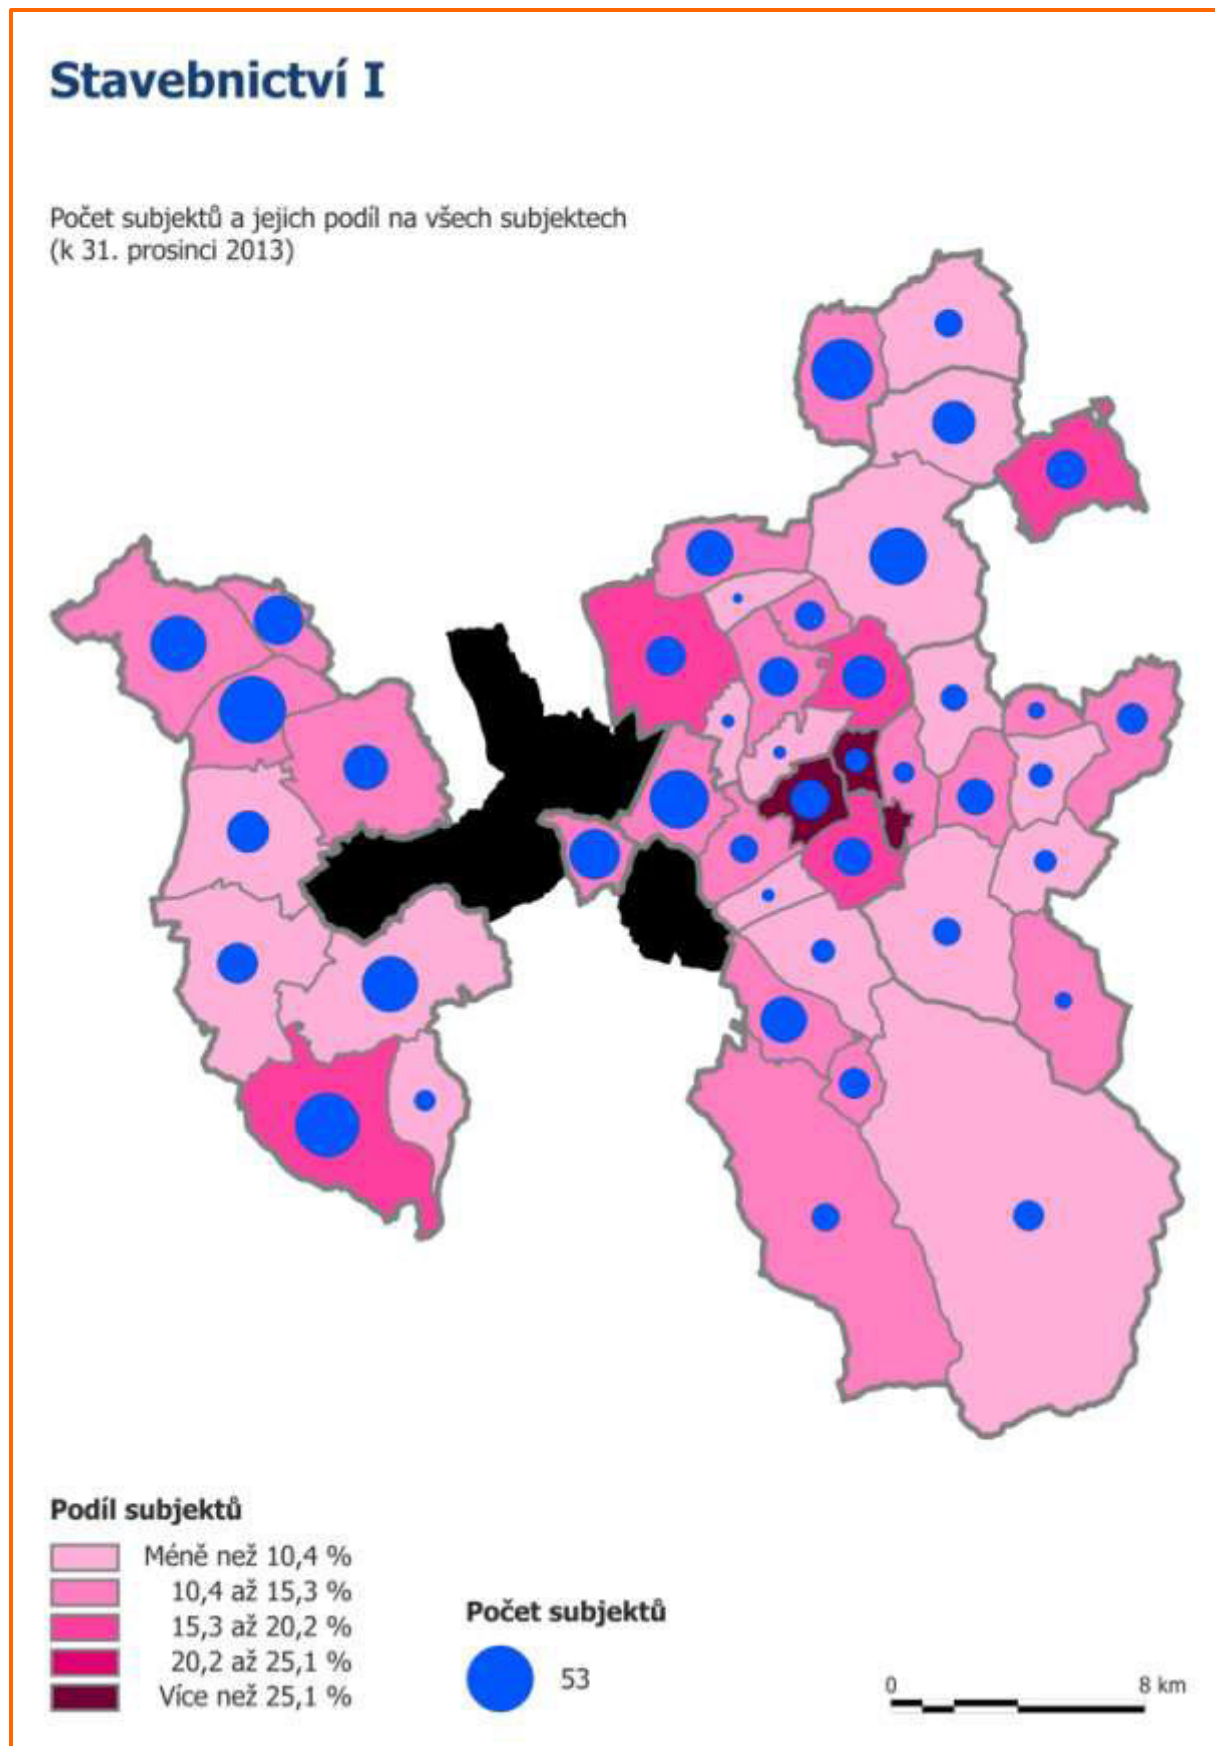 Stavebnictví I
Počet subjektů a jejich podíl na všech subjektech
(k 31. prosinci 2013)
Podíl subjektů
Méně než 10,4 %
10,4 až 15,3 %
15,3 až 20,2 %
20,2 až 25,1 %
Více než 25,1 %
Počet subjektů
53
0 8 km